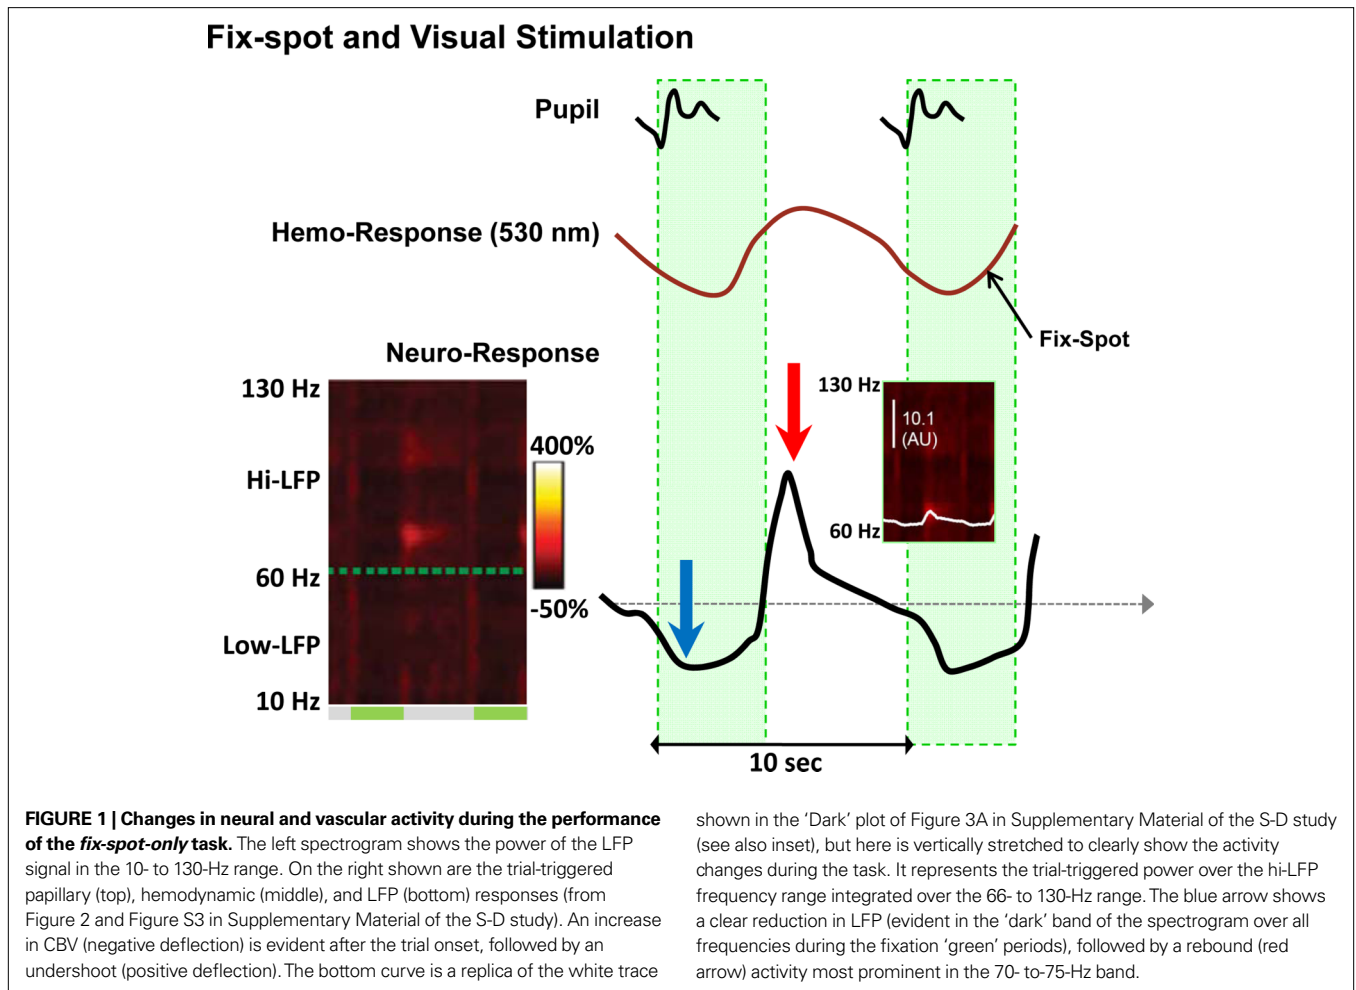 Fix-spot and Visual Stimulation
Pupil
Hemo-Response (530 nm)
Fix-Spot
Neuro-Response
130 Hz
Hi-LFP
60 Hz
Low-LFP
10 Hz
400%
-50%
130 Hz
10.1
(AU)
60 Hz
10 sec
FIGURE 1 | Changes in neural and vascular activity during the performance
of the fix-spot-only task. The left spectrogram shows the power of the LFP
signal in the 10- to 130-Hz range. On the right shown are the trial-triggered
papillary (top), hemodynamic (middle), and LFP (bottom) responses (from
Figure 2 and Figure S3 in Supplementary Material of the S-D study). An increase
in CBV (negative deflection) is evident after the trial onset, followed by an
undershoot (positive deflection). The bottom curve is a replica of the white trace
shown in the ‘Dark’ plot of Figure 3A in Supplementary Material of the S-D study
(see also inset), but here is vertically stretched to clearly show the activity
changes during the task. It represents the trial-triggered power over the hi-LFP
frequency range integrated over the 66- to 130-Hz range. The blue arrow shows
a clear reduction in LFP (evident in the ‘dark’ band of the spectrogram over all
frequencies during the fixation ‘green’ periods), followed by a rebound (red
arrow) activity most prominent in the 70- to-75-Hz band.